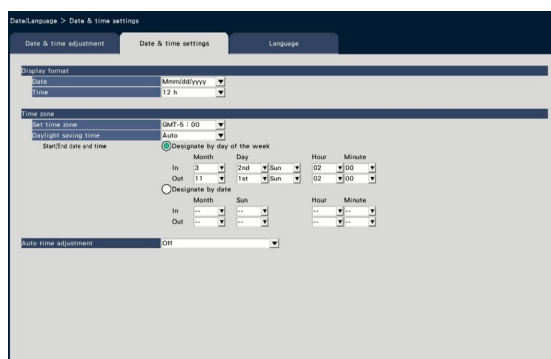 Date/Language > Date & time settings
Date & time adjustment Date & time settings Language
Display format
Date Mmm/dd/yyyy
Time 12 h
Time zone
Set time zone GMT-5 : 00
Daylight saving time Auto
Start/End date and time Designate by day of the week
Month Day Hour Minute
In 3 2nd Sun 02 00
Out 11 1st Sun 02 00
Designate by date
Month Sun Hour Minute
In -- -- -- --
Out -- -- -- --
Auto time adjustment Off